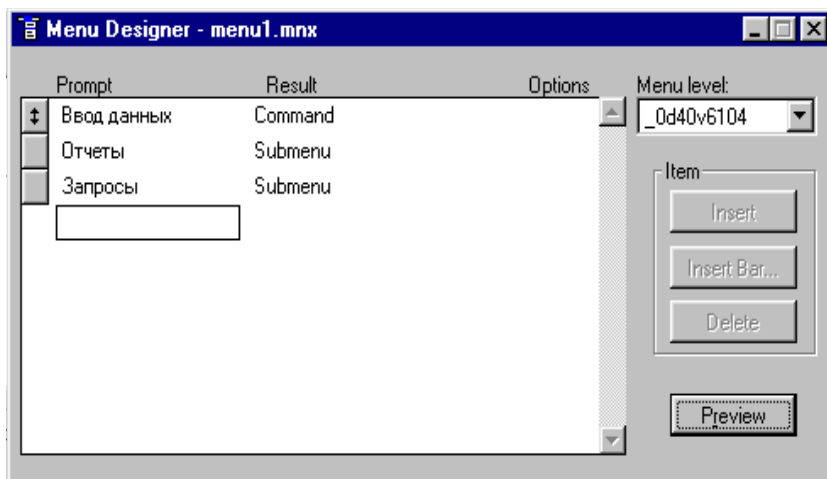 Menu Designer - menu1.mnx
Prompt Result Options Menu level:
Ввод данных Command _0d40v6104
Отчеты Submenu
Item
Запросы Submenu
Insert
Insert Bar...
Delete
Preview